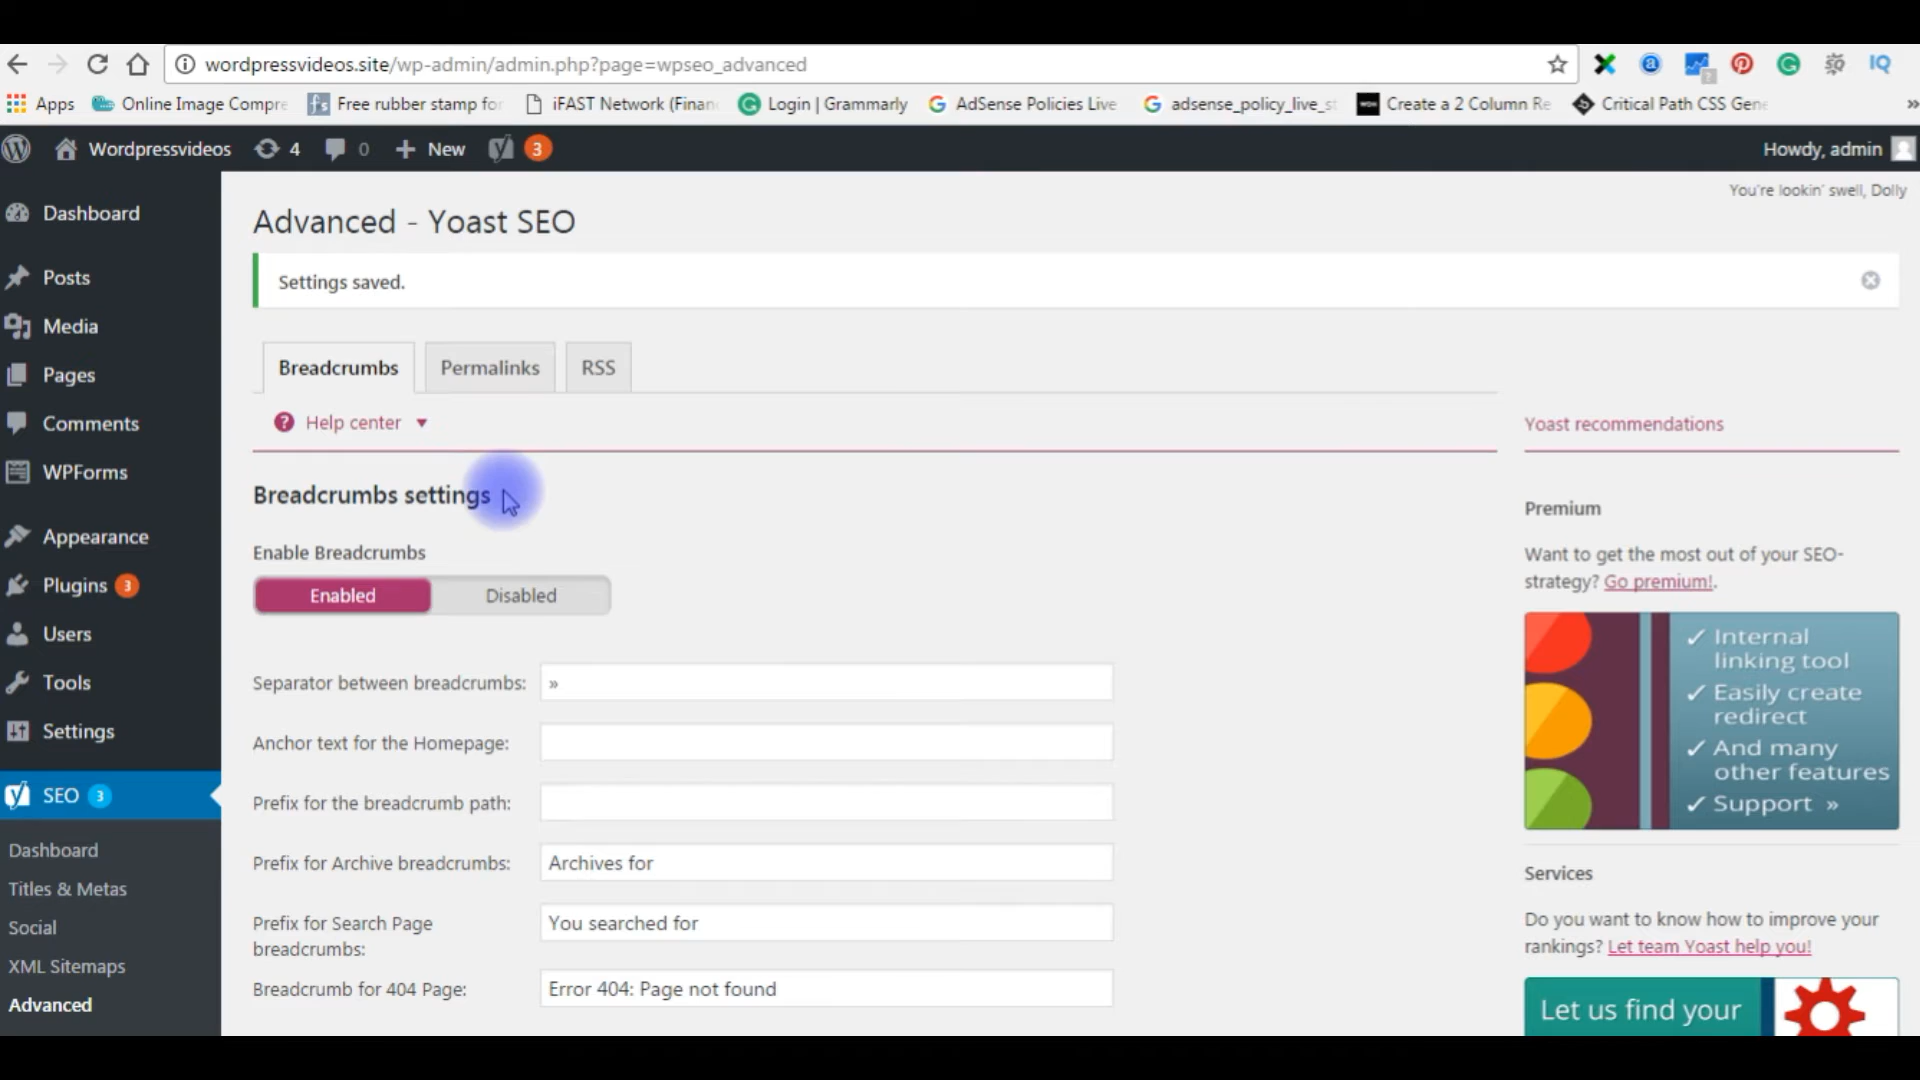 wordpressvideos.site/wp-admin/admin.php?page=wpseo_advanced
IQ
Apps
Online Image Compre
Free rubber stamp for
iFAST Network (Finan
Login | Grammarly
AdSense Policies Live
adsense_policy_live_st
Create a 2 Column Re
Critical Path CSS Gene
»
Wordpressvideos
4
0
New
3
Howdy, admin
You're lookin' swell, Dolly
Dashboard
Posts
Media
Pages
Comments
WPForms
Appearance
Plugins 3
Users
Tools
Settings
SEO 3
Dashboard
Titles & Metas
Social
XML Sitemaps
Advanced
Advanced - Yoast SEO
Settings saved.
Breadcrumbs
Permalinks
RSS
? Help center
Breadcrumbs settings
Enable Breadcrumbs
Enabled
Disabled
Separator between breadcrumbs: »
Anchor text for the Homepage:
Prefix for the breadcrumb path:
Prefix for Archive breadcrumbs: Archives for
Prefix for Search Page
breadcrumbs:
You searched for
Breadcrumb for 404 Page: Error 404: Page not found
Yoast recommendations
Premium
Want to get the most out of your SEO-
strategy? Go premium!.
✓ Internal
linking tool
✓ Easily create
redirect
✓ And many
other features
✓ Support »
Services
Do you want to know how to improve your
rankings? Let team Yoast help you!
Let us find your